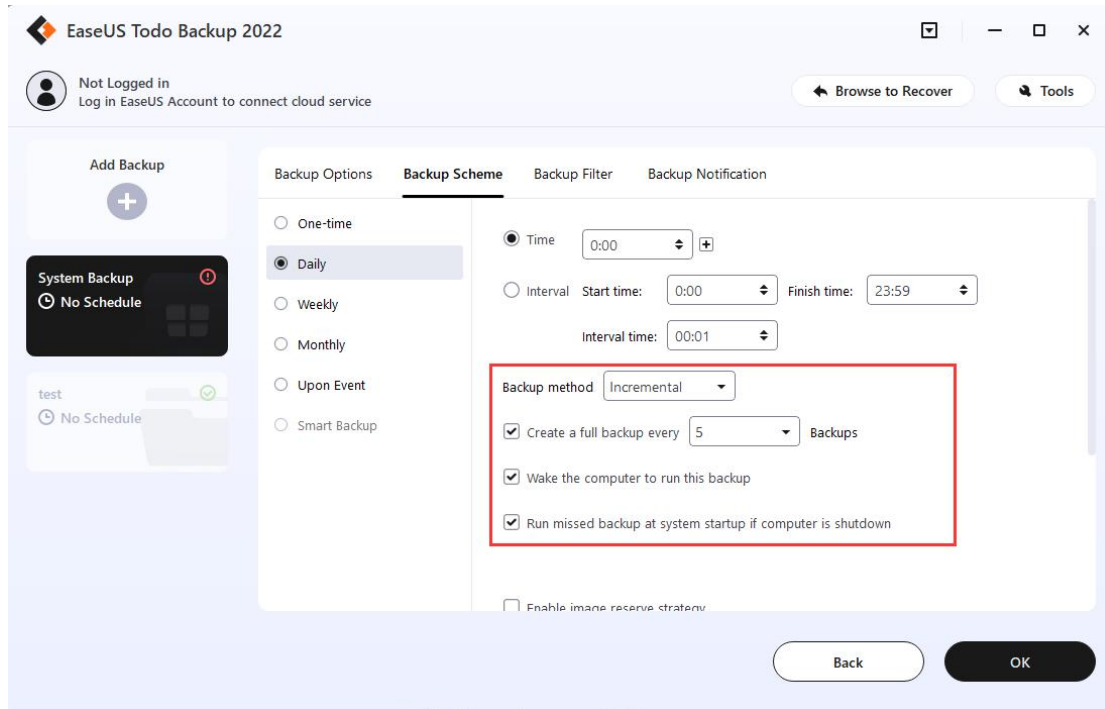 EaseUS Todo Backup 2022
Not Logged in
Log in EaseUS Account to connect cloud service
Browse to Recover
Tools
Add Backup
System Backup
No Schedule
test
No Schedule
Backup Options Backup Scheme Backup Filter Backup Notification
One-time
Daily
Weekly
Monthly
Upon Event
Smart Backup
Time 0:00
Interval Start time: 0:00 Finish time: 23:59
Interval time: 00:01
Backup method Incremental
Create a full backup every 5 Backups
Wake the computer to run this backup
Run missed backup at system startup if computer is shutdown
Enable image reserve strategy
Back
OK